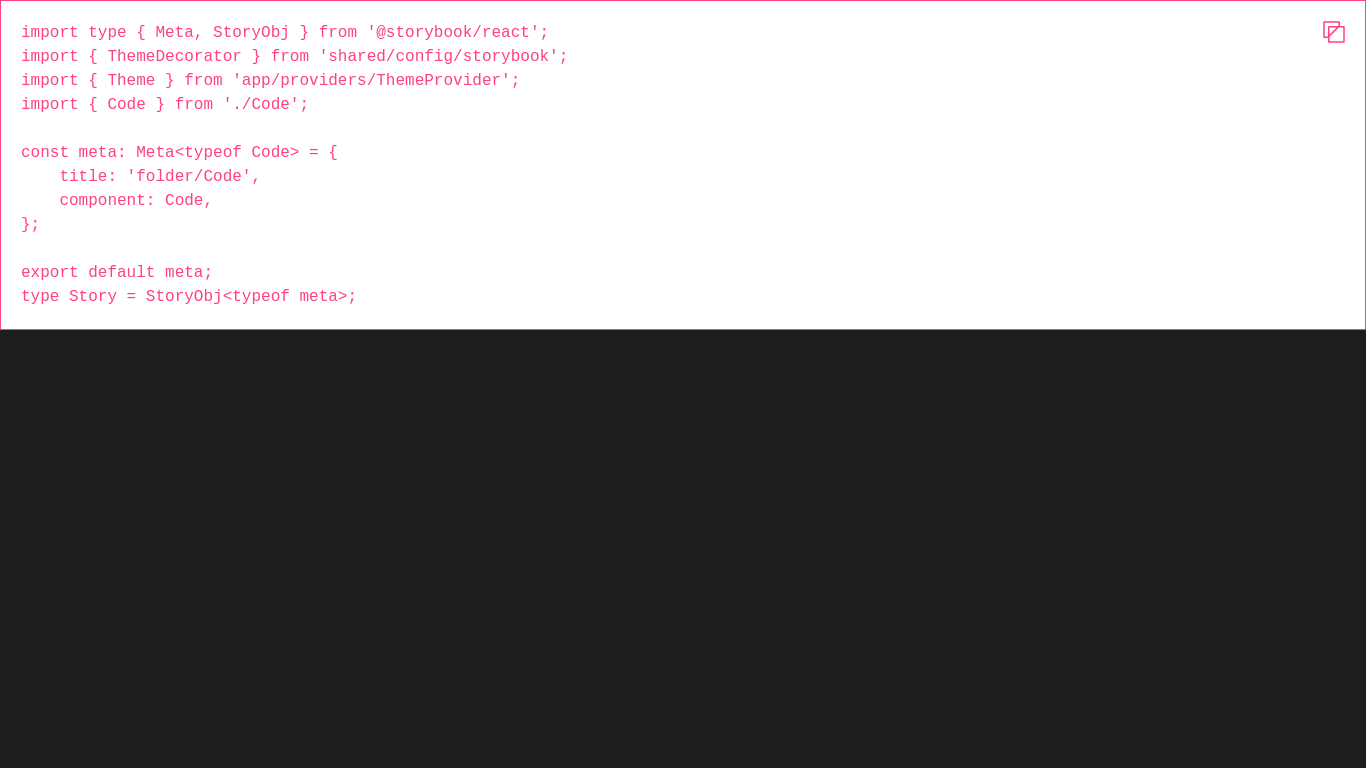 import type { Meta, StoryObj } from '@storybook/react';
import { ThemeDecorator } from 'shared/config/storybook';
import { Theme } from 'app/providers/ThemeProvider';
import { Code } from './Code';

const meta: Meta<typeof Code> = {
    title: 'folder/Code',
    component: Code,
};

export default meta;
type Story = StoryObj<typeof meta>;